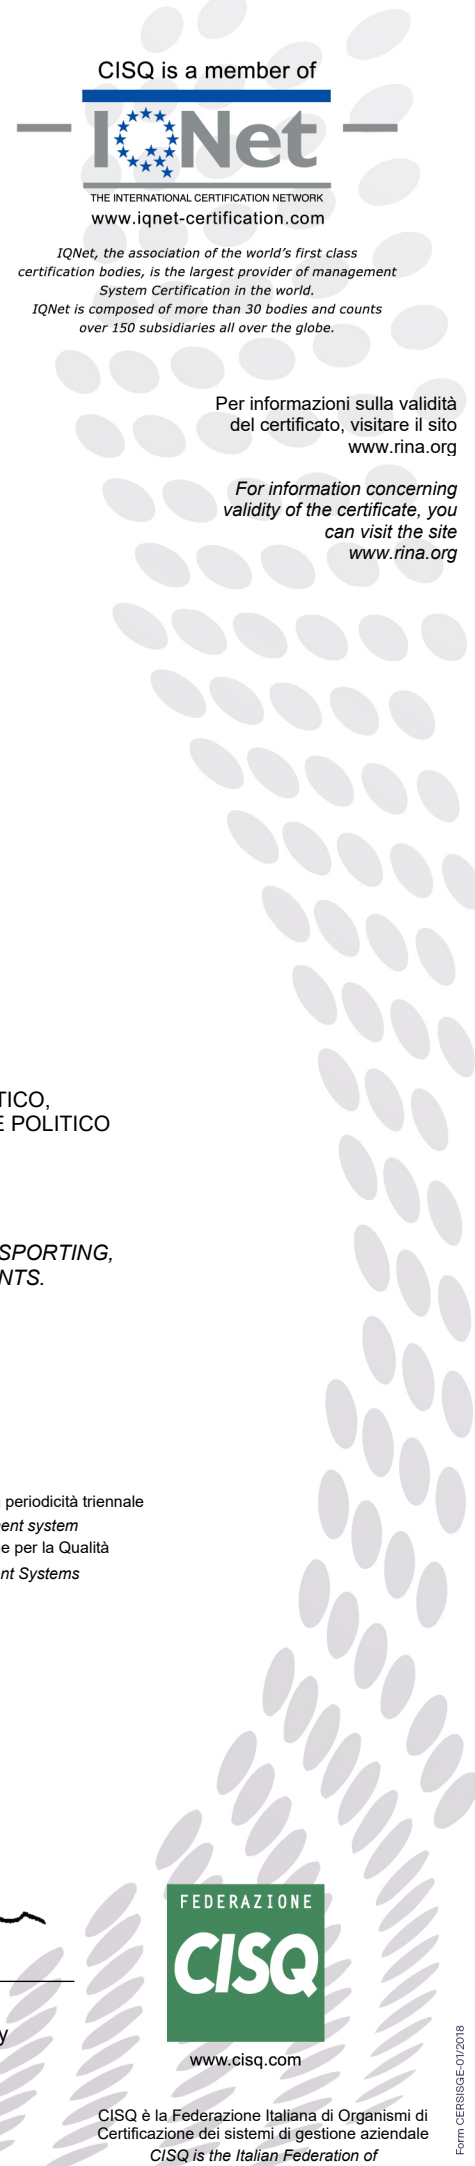 CISQ is a member of
IQNet
THE INTERNATIONAL CERTIFICATION NETWORK
www.iqnet-certification.com
IQNet, the association of the world's first class
certification bodies, is the largest provider of management
System Certification in the world.
IQNet is composed of more than 30 bodies and counts
over 150 subsidiaries all over the globe.
Per informazioni sulla validità
del certificato, visitare il sito
www.rina.org
For information concerning
validity of the certificate, you
can visit the site
www.rina.org
TICO,
E POLITICO
SPORTING,
NTS.
periodicità triennale
ent system
e per la Qualità
nt Systems
y
FEDERAZIONE
CISQ
www.cisq.com
CISQ è la Federazione Italiana di Organismi di
Certificazione dei sistemi di gestione aziendale
CISQ is the Italian Federation of
Form CERSISGE-01/2018